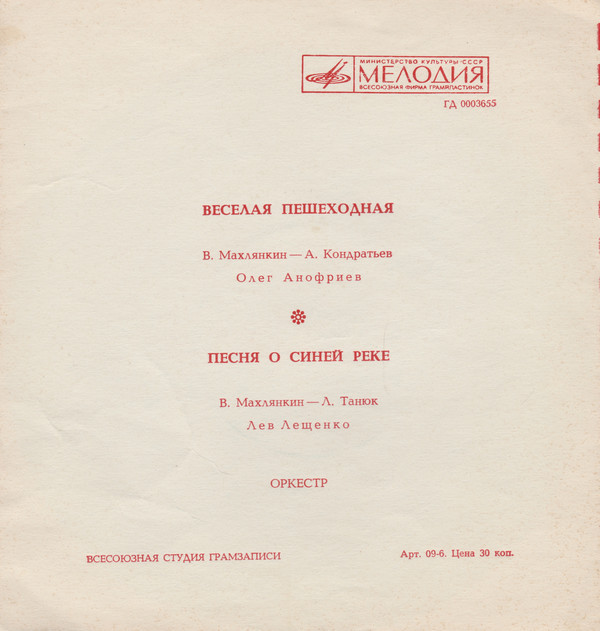 МИНИСТЕРСТВО КУЛЬТУРЫ СССР
МЕЛОДИЯ
ВСЕСОЮЗНАЯ ФИРМА ГРАМПЛАСТИНОК
ГД 0003655
ВЕСЕЛАЯ ПЕШЕХОДНАЯ
В. Махлянкин — А. Кондратьев
Олег Анофриев
ПЕСНЯ О СИНЕЙ РЕКЕ
В. Махлянкин — Л. Танюк
Лев Лещенко
ОРКЕСТР
ВСЕСОЮЗНАЯ СТУДИЯ ГРАМЗАПИСИ
Арт. 09-6. Цена 30 коп.